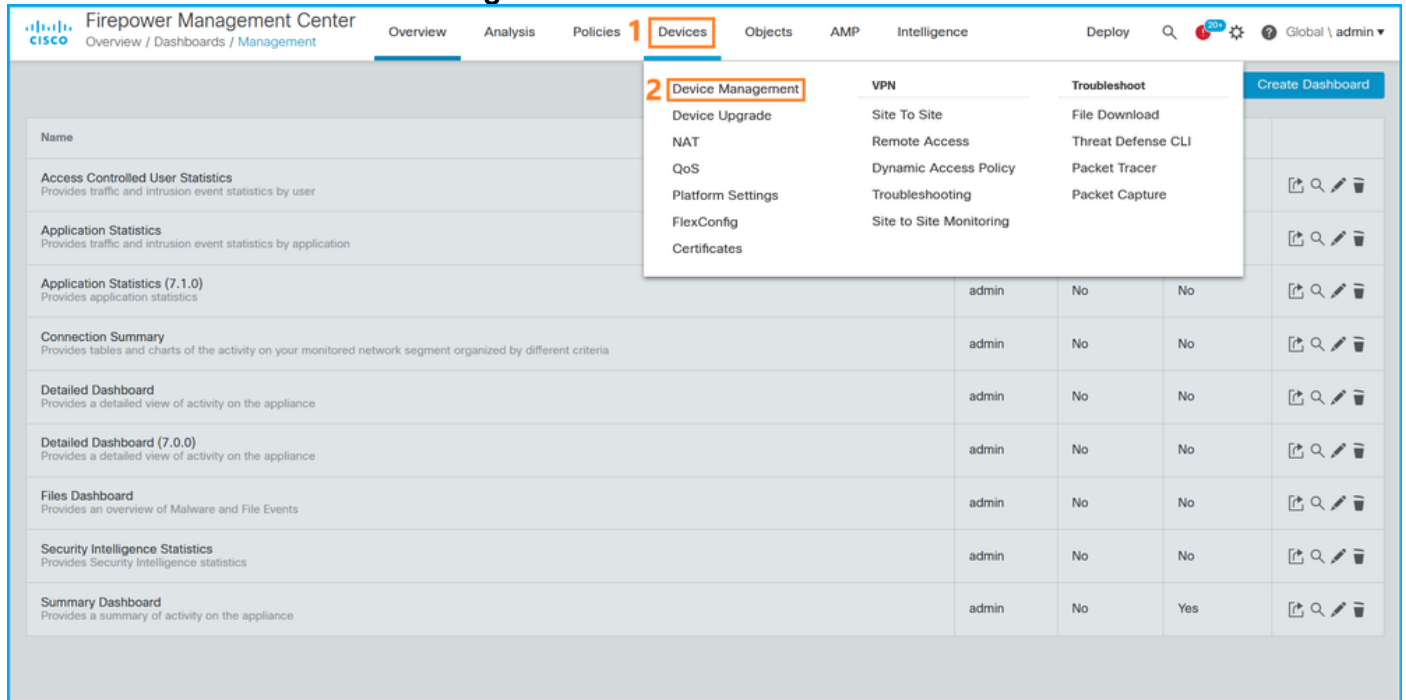 Firepower Management Center
CISCO
Overview / Dashboards / Management
Overview
Analysis
Policies
1
Devices
Objects
AMP
Intelligence
Deploy
20+
Global \ admin
2
Device Management
Device Upgrade
NAT
QoS
Platform Settings
FlexConfig
Certificates
VPN
Site To Site
Remote Access
Dynamic Access Policy
Troubleshooting
Site to Site Monitoring
Troubleshoot
File Download
Threat Defense CLI
Packet Tracer
Packet Capture
Create Dashboard
Name
Access Controlled User Statistics
Provides traffic and intrusion event statistics by user
Application Statistics
Provides traffic and intrusion event statistics by application
Application Statistics (7.1.0)
Provides application statistics
admin No No
Connection Summary
Provides tables and charts of the activity on your monitored network segment organized by different criteria
admin No No
Detailed Dashboard
Provides a detailed view of activity on the appliance
admin No No
Detailed Dashboard (7.0.0)
Provides a detailed view of activity on the appliance
admin No No
Files Dashboard
Provides an overview of Malware and File Events
admin No No
Security Intelligence Statistics
Provides Security Intelligence statistics
admin No No
Summary Dashboard
Provides a summary of activity on the appliance
admin No Yes